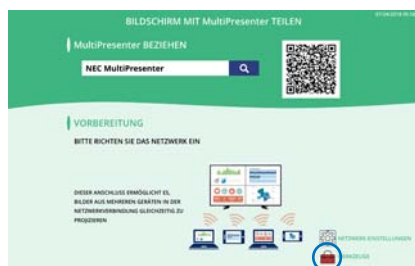 BILDSCHIRM MIT MultiPresenter TEILEN
MultiPresenter BEZIEHEN
NEC MultiPresenter
VORBEREITUNG
BITTE RICHTEN SIE DAS NETZWERK EIN
DIESER ANSCHLUSS ERMÖGLICHT ES,
BILDER AUS MEHREREN GERÄTEN IN DER
NETZWERKVERBINDUNG GLEICHZEITIG ZU
PROJIZIEREN
NETZWERK-EINSTELLUNGEN